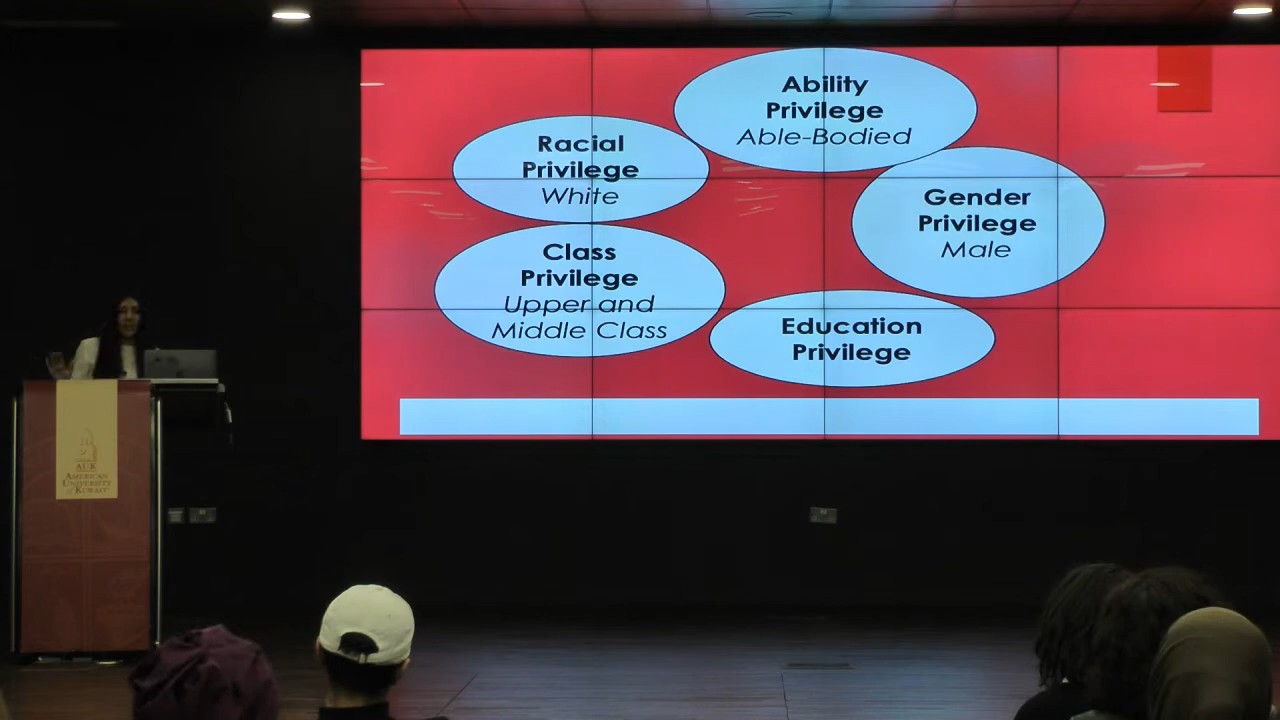 Ability
Privilege
Able-Bodied
Racial
Privilege
White
Gender
Privilege
Male
Class
Privilege
Upper and
Middle Class
Education
Privilege
AUK
American
University
of Kuwait